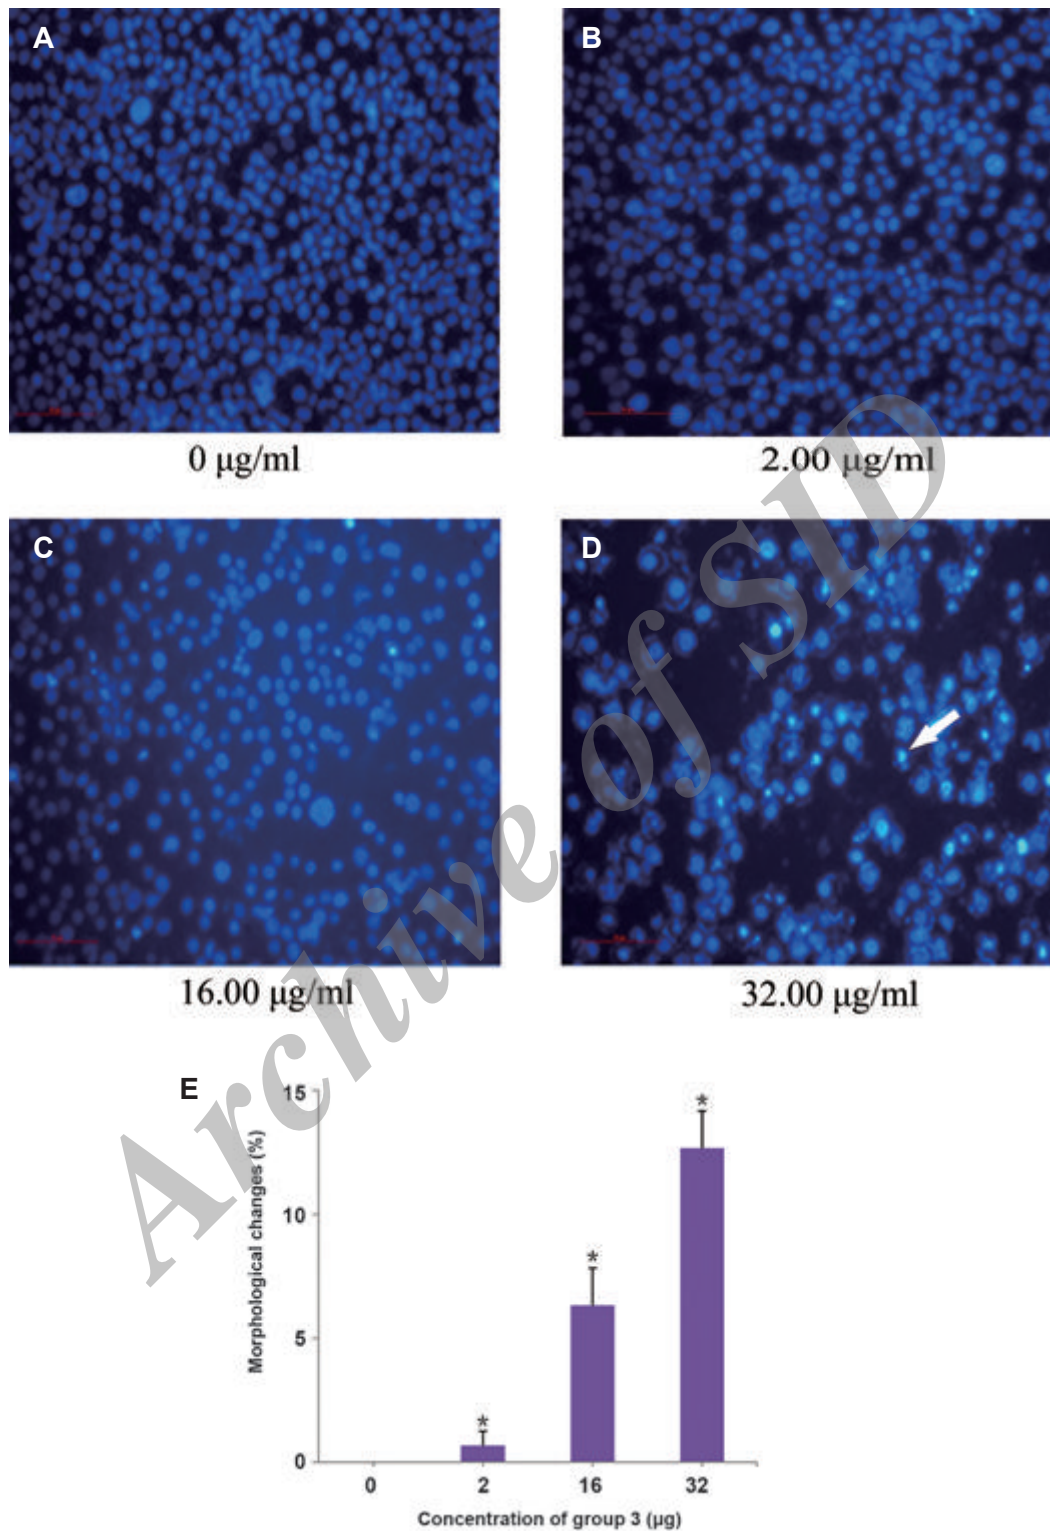 A
B
0 µg/ml
2.00 µg/ml
C
D
16.00 µg/ml
32.00 µg/ml
E
15
10
5
0
Morphological changes (%)
*
*
*
0
2
16
32
Concentration of group 3 (µg)
Archive of SID